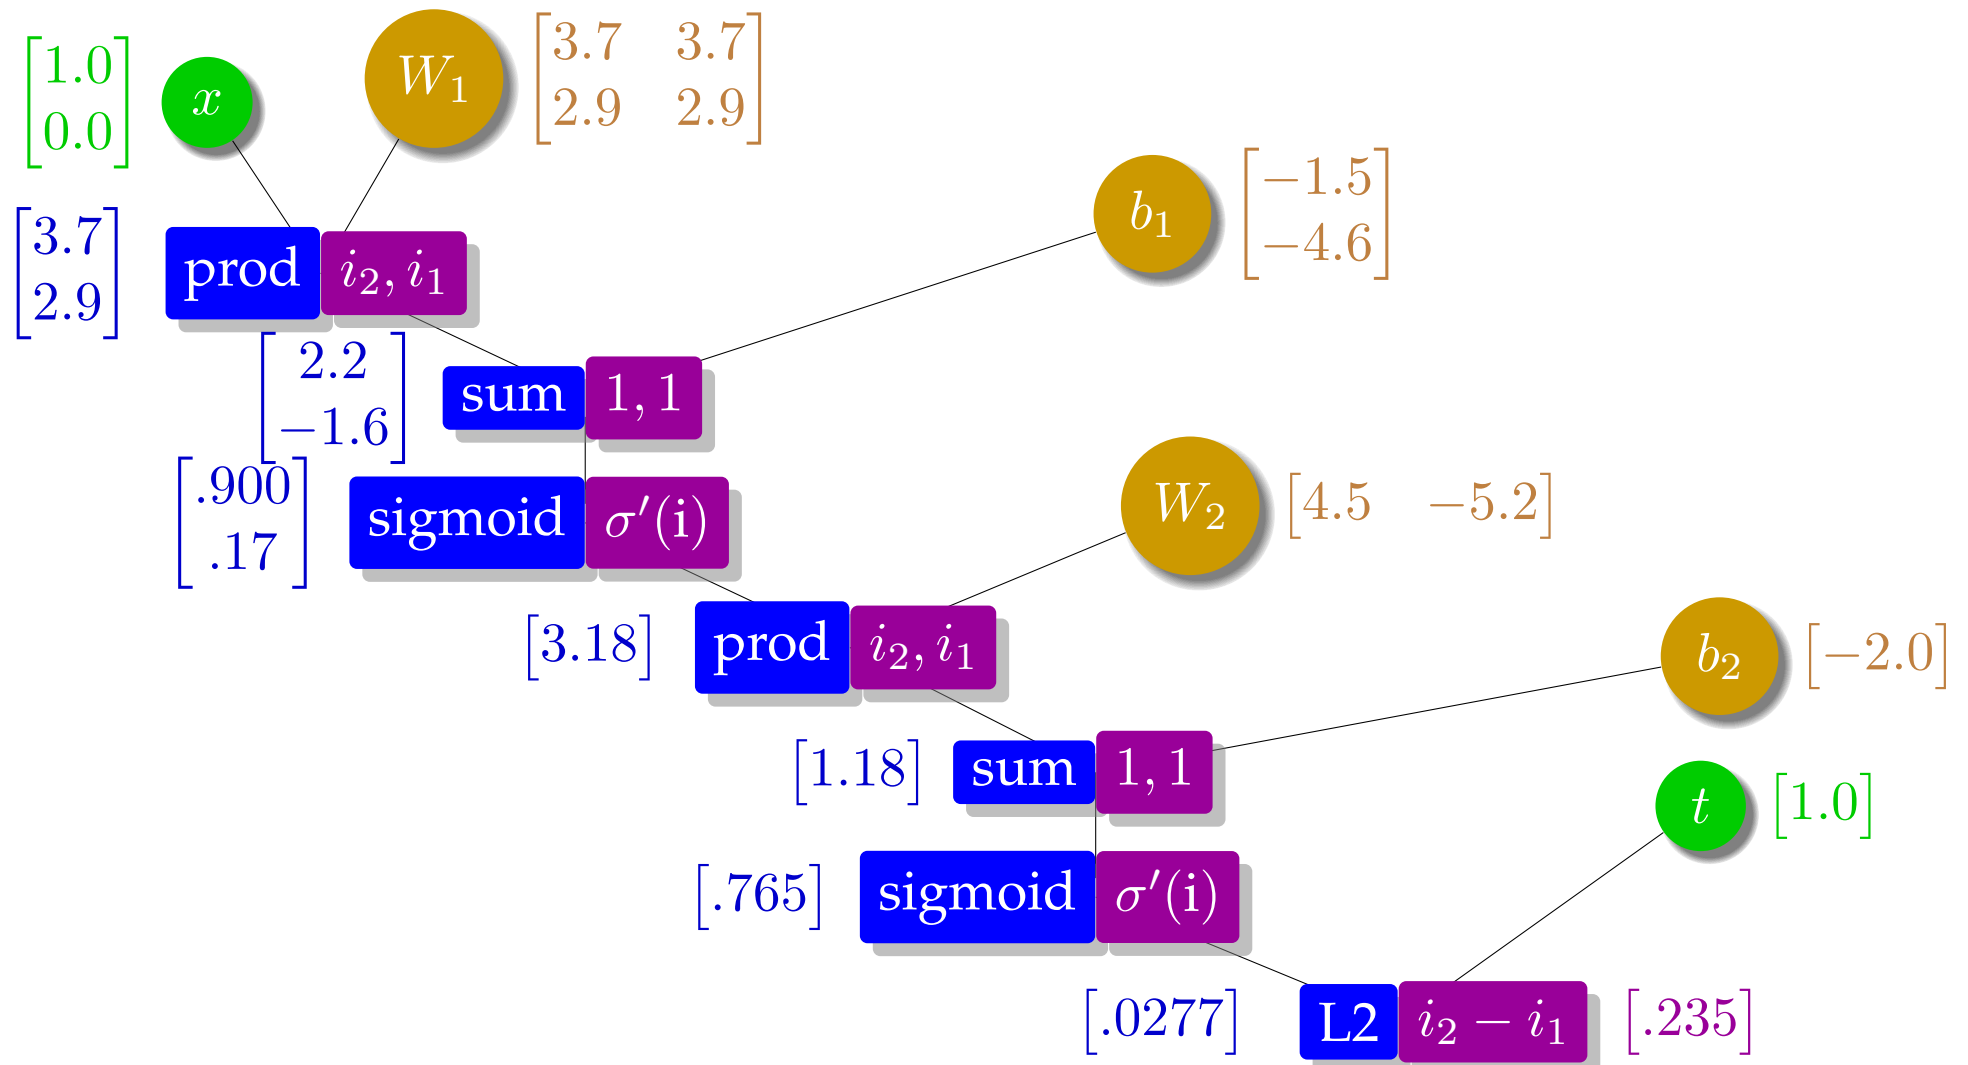 [1.0
0.0]
x
W₁
[3.7 3.7
2.9 2.9]
b₁
[−1.5
−4.6]
[3.7
2.9]
prod
i₂, i₁
[2.2
−1.6]
sum
1, 1
[.900
.17]
sigmoid
σ′(i)
W₂
[4.5 −5.2]
[3.18]
prod
i₂, i₁
b₂
[−2.0]
[1.18]
sum
1, 1
t
[1.0]
[.765]
sigmoid
σ′(i)
[.0277]
L2
i₂ − i₁
[.235]